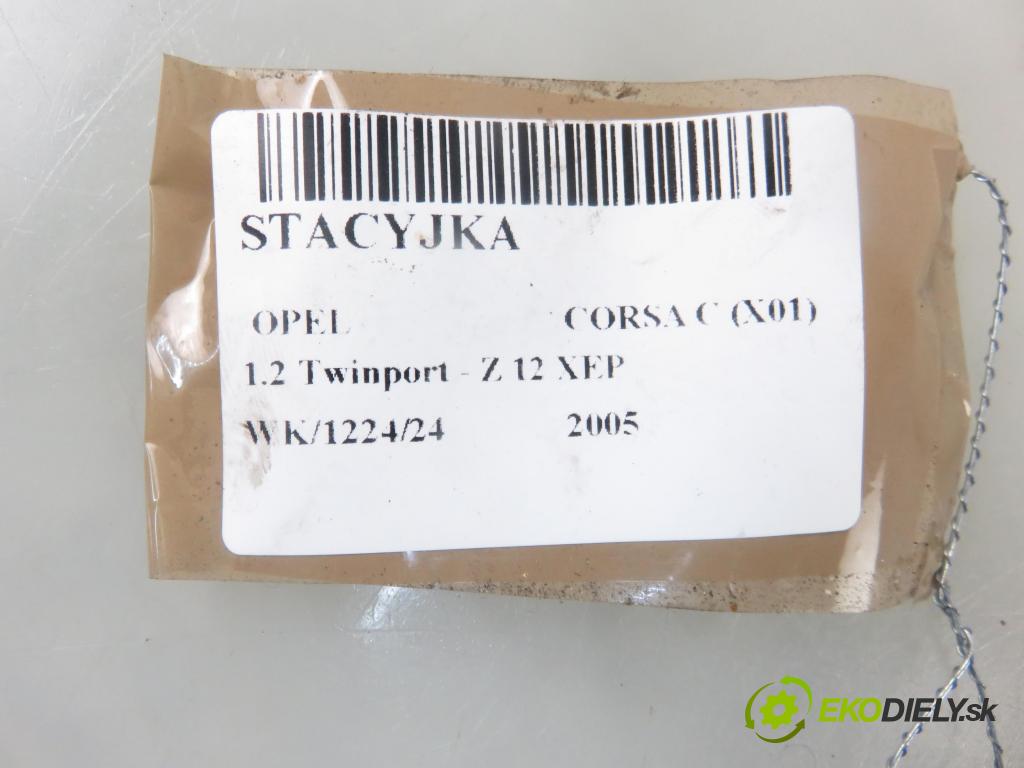 STACYJKA
OPEL CORSA C (X01)
1.2 Twinport - Z 12 XEP
WK/1224/24 2005
EKODIELY.sk